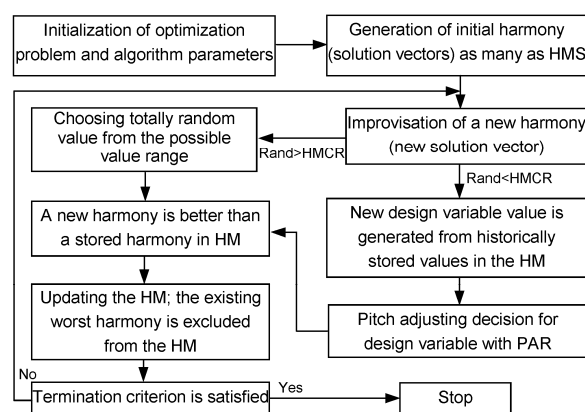 Initialization of optimization
problem and algorithm parameters
Generation of initial harmony
(solution vectors) as many as HMS
Choosing totally random
value from the possible
value range
Rand>HMCR
Improvisation of a new harmony
(new solution vector)
Rand<HMCR
A new harmony is better than
a stored harmony in HM
New design variable value is
generated from historically
stored values in the HM
Updating the HM; the existing
worst harmony is excluded
from the HM
Pitch adjusting decision for
design variable with PAR
No
Termination criterion is satisfied
Yes
Stop